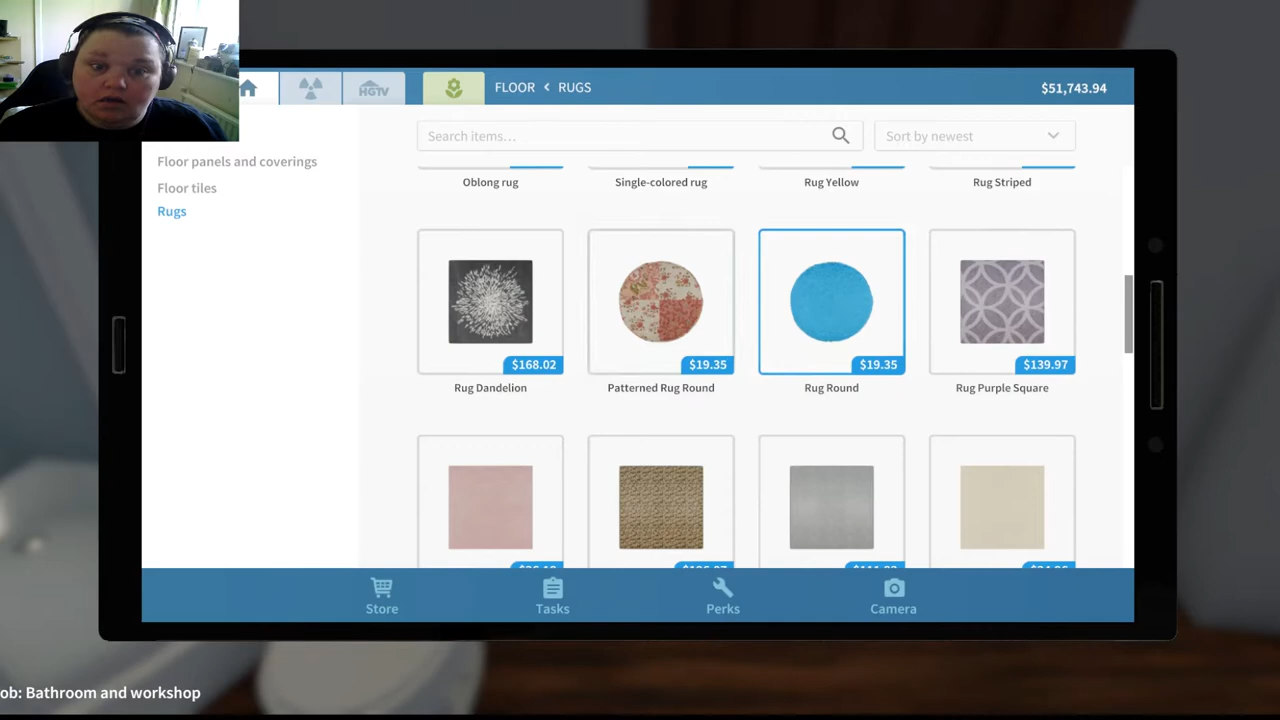 HGTV
FLOOR < RUGS
$51,743.94
Search items...
Sort by newest
Floor panels and coverings
Floor tiles
Rugs
Oblong rug
Single-colored rug
Rug Yellow
Rug Striped
$168.02
$19.35
$19.35
$139.97
Rug Dandelion
Patterned Rug Round
Rug Round
Rug Purple Square
Store
Tasks
Perks
Camera
ob: Bathroom and workshop